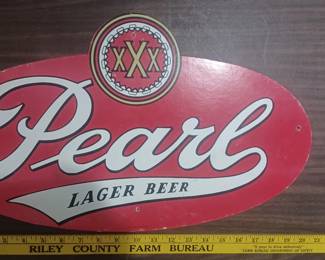 XXX
Pearl
LAGER BEER
RILEY COUNTY FARM BUREAU